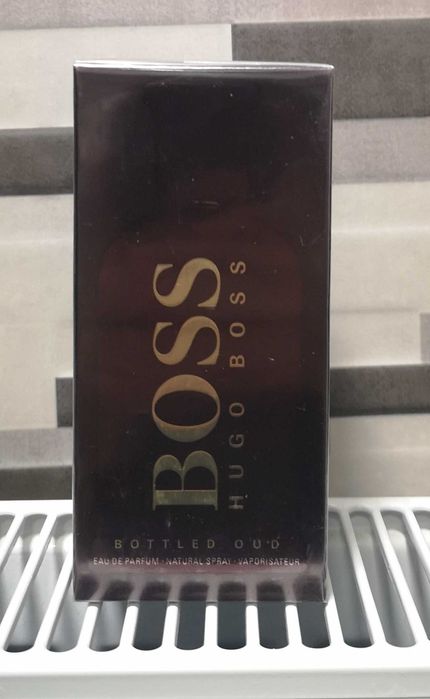 BOSS
HUGO BOSS
BOTTLED OUD
EAU DE PARFUM · NATURAL SPRAY · VAPORISATEUR